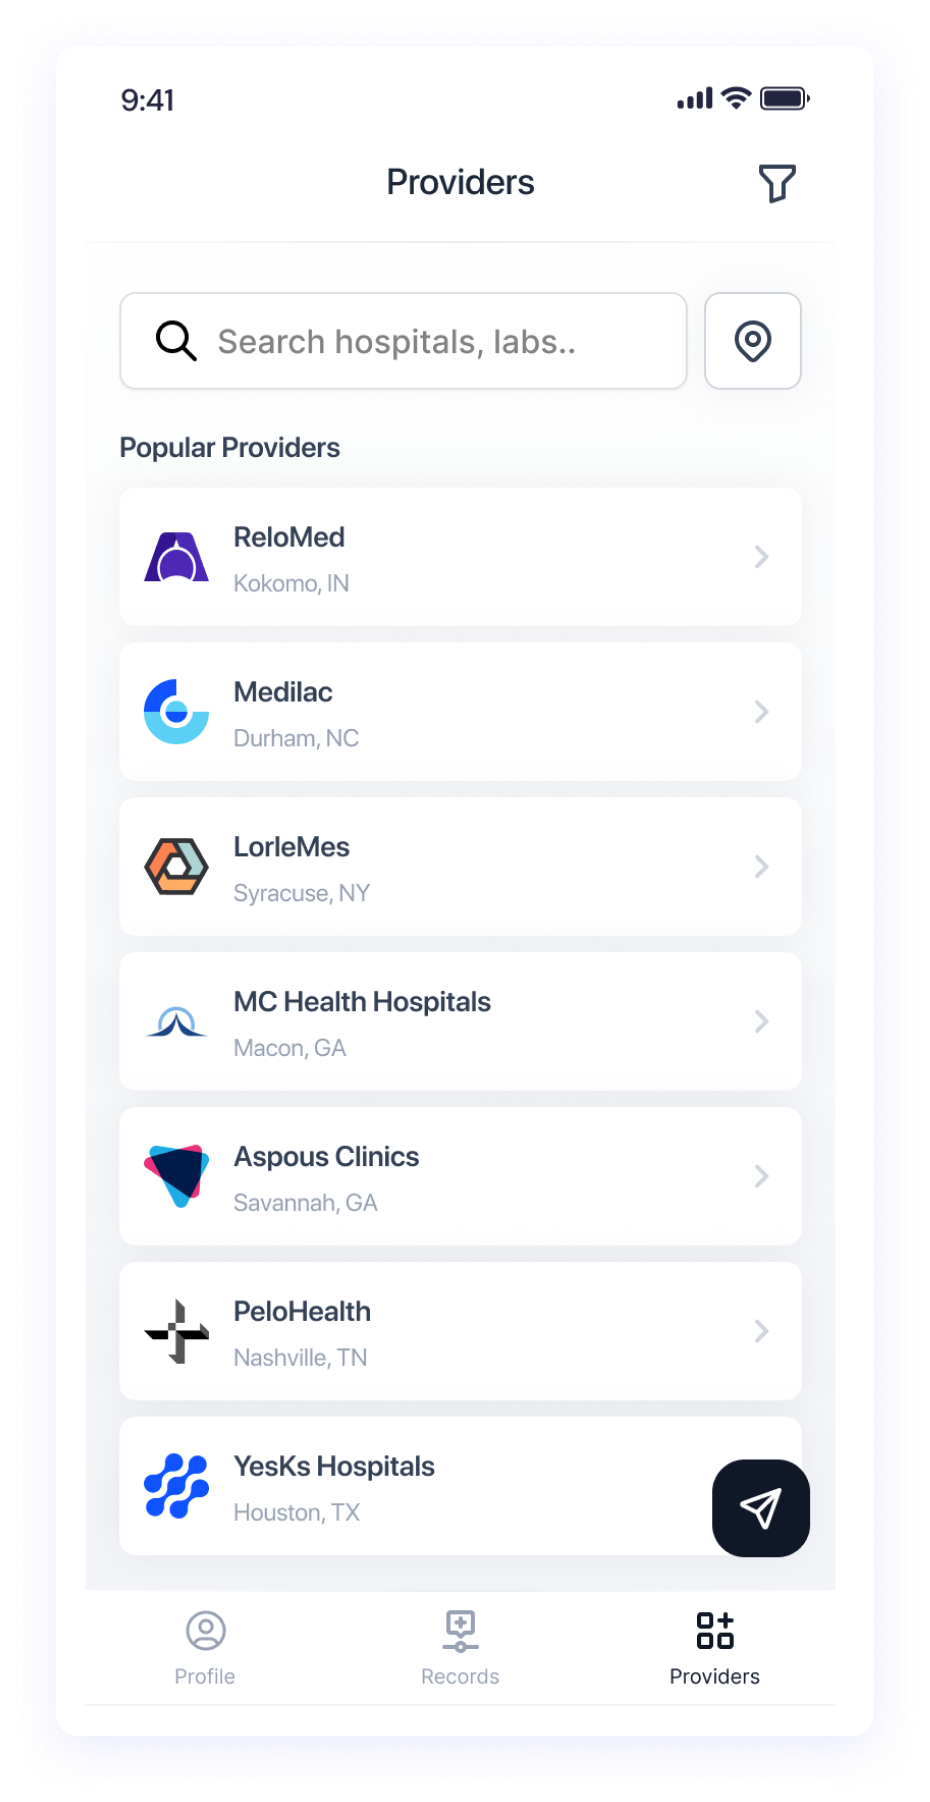 9:41
Providers
Search hospitals, labs..
Popular Providers
ReloMed
Kokomo, IN
Medilac
Durham, NC
LorleMes
Syracuse, NY
MC Health Hospitals
Macon, GA
Aspous Clinics
Savannah, GA
PeloHealth
Nashville, TN
YesKs Hospitals
Houston, TX
Profile
Records
Providers